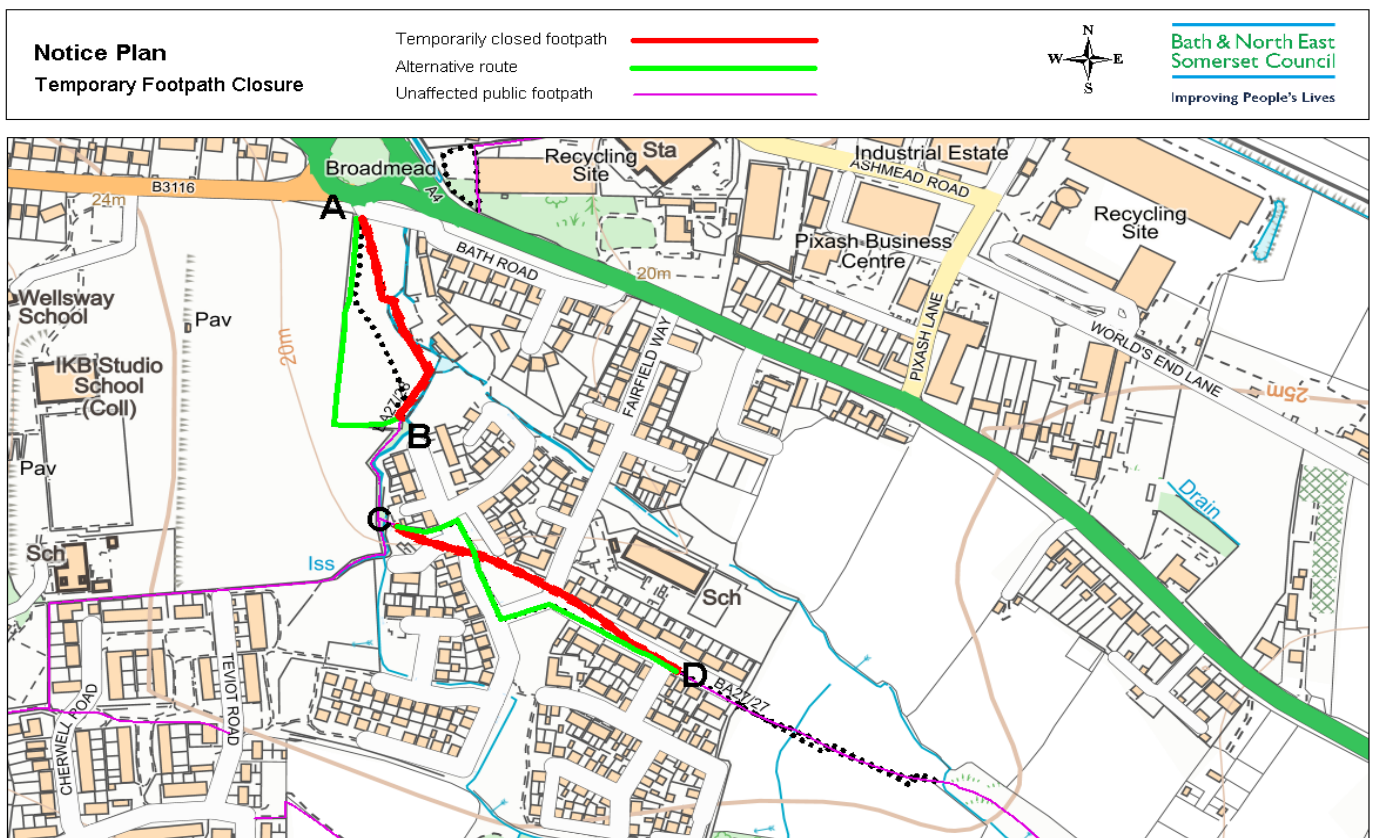 Notice Plan
Temporary Footpath Closure
Temporarily closed footpath
Alternative route
Unaffected public footpath
N
W E
S
Bath & North East
Somerset Council
Improving People's Lives
Broadmead
B3116
24m
A4
A
Recycling
Site
Sta
Industrial Estate
ASHMEAD ROAD
Recycling
Site
Pixash Business
Centre
BATH ROAD
20m
PIXASH LANE
WORLD'S END LANE
25m
Wellsway
School
Pav
20m
IKB Studio
School
(Coll)
FAIRFIELD WAY
B
Pav
Drain
C
Sch
Iss
Sch
D
BA27/27
TEVIOT ROAD
CHERWELL ROAD